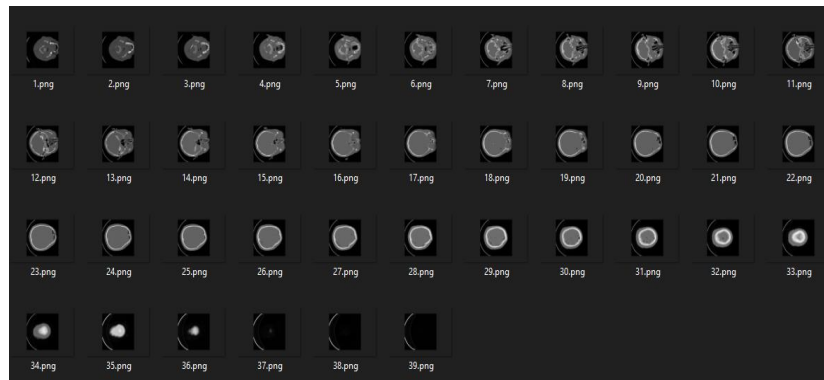 1.png 2.png 3.png 4.png 5.png 6.png 7.png 8.png 9.png 10.png 11.png
12.png 13.png 14.png 15.png 16.png 17.png 18.png 19.png 20.png 21.png 22.png
23.png 24.png 25.png 26.png 27.png 28.png 29.png 30.png 31.png 32.png 33.png
34.png 35.png 36.png 37.png 38.png 39.png